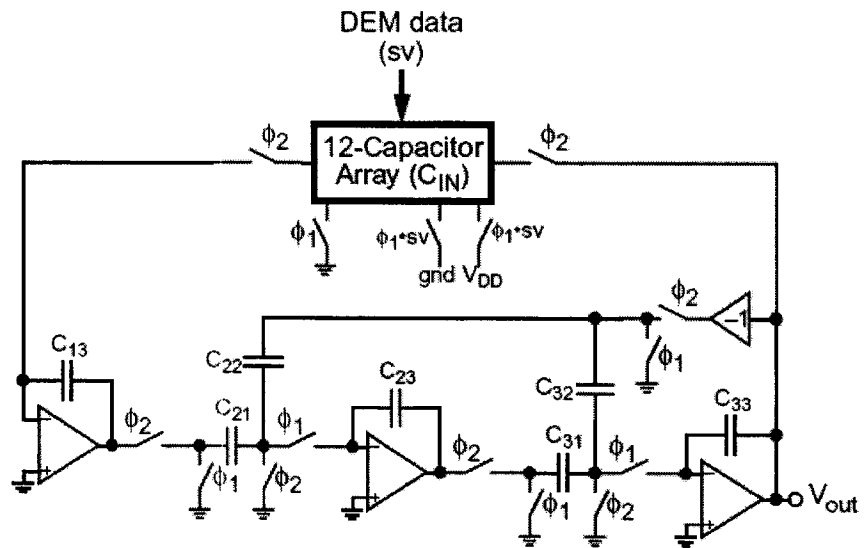 DEM data
(sv)
ϕ2
12-Capacitor
Array (CIN)
ϕ2
ϕ1
ϕ1*sv
ϕ1*sv
gnd VDD
ϕ2
−1
ϕ1
C13
C22
C23
C32
C33
ϕ2
C21
ϕ1
ϕ2
C31
ϕ1
ϕ1
ϕ2
ϕ1
ϕ2
Vout